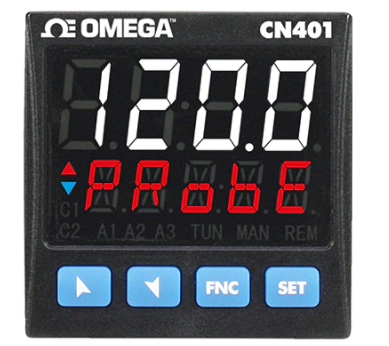 OMEGA™ CN401
120.0
PRobE
C1
C2 A1 A2 A3 TUN MAN REM
FNC SET